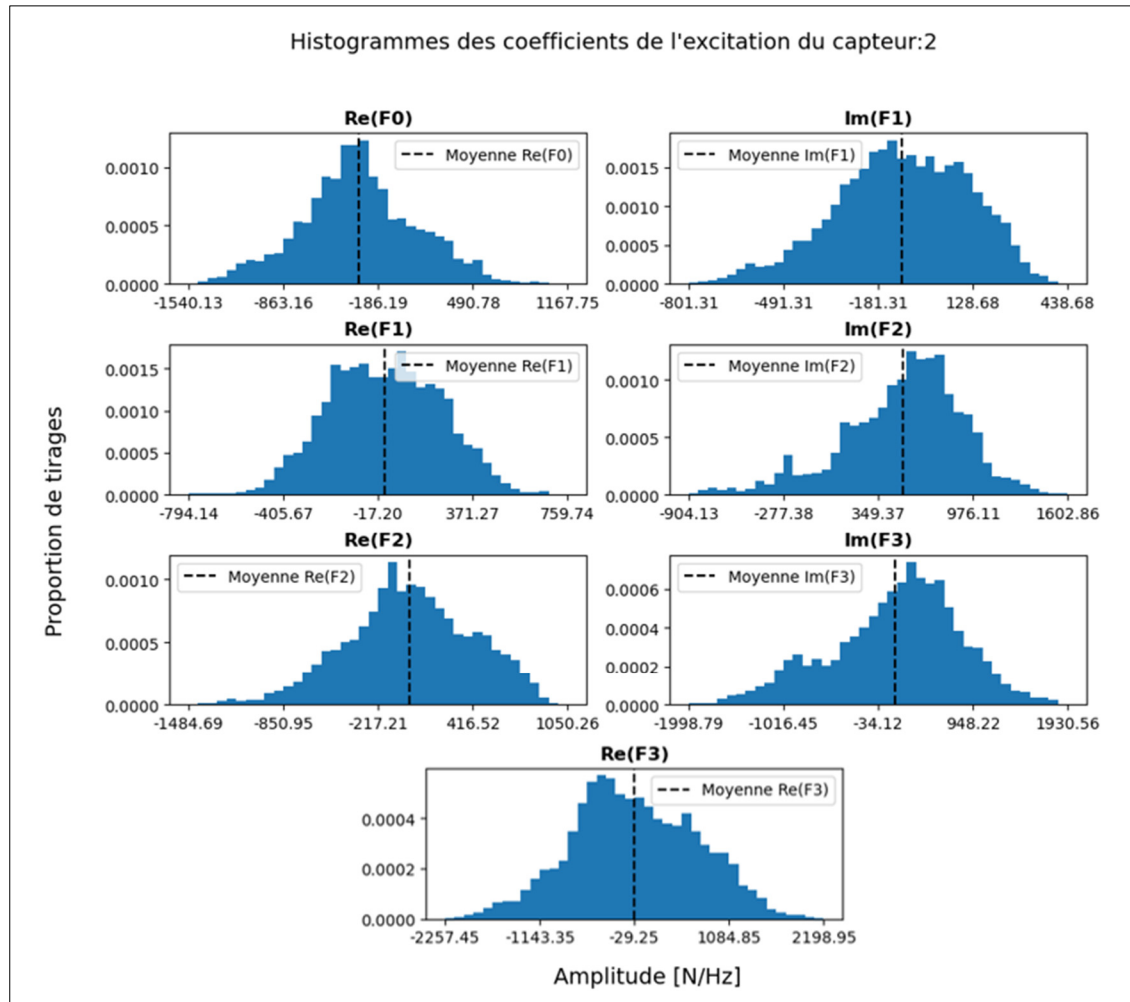 Histogrammes des coefficients de l'excitation du capteur:2
Re(F0)
Moyenne Re(F0)
0.0010
0.0005
0.0000
-1540.13 -863.16 -186.19 490.78 1167.75
Im(F1)
Moyenne Im(F1)
0.0015
0.0010
0.0005
0.0000
-801.31 -491.31 -181.31 128.68 438.68
Re(F1)
Moyenne Re(F1)
0.0015
0.0010
0.0005
0.0000
-794.14 -405.67 -17.20 371.27 759.74
Im(F2)
Moyenne Im(F2)
0.0010
0.0005
0.0000
-904.13 -277.38 349.37 976.11 1602.86
Re(F2)
Moyenne Re(F2)
0.0010
0.0005
0.0000
-1484.69 -850.95 -217.21 416.52 1050.26
Im(F3)
Moyenne Im(F3)
0.0006
0.0004
0.0002
0.0000
-1998.79 -1016.45 -34.12 948.22 1930.56
Re(F3)
Moyenne Re(F3)
0.0004
0.0002
0.0000
-2257.45 -1143.35 -29.25 1084.85 2198.95
Proportion de tirages
Amplitude [N/Hz]